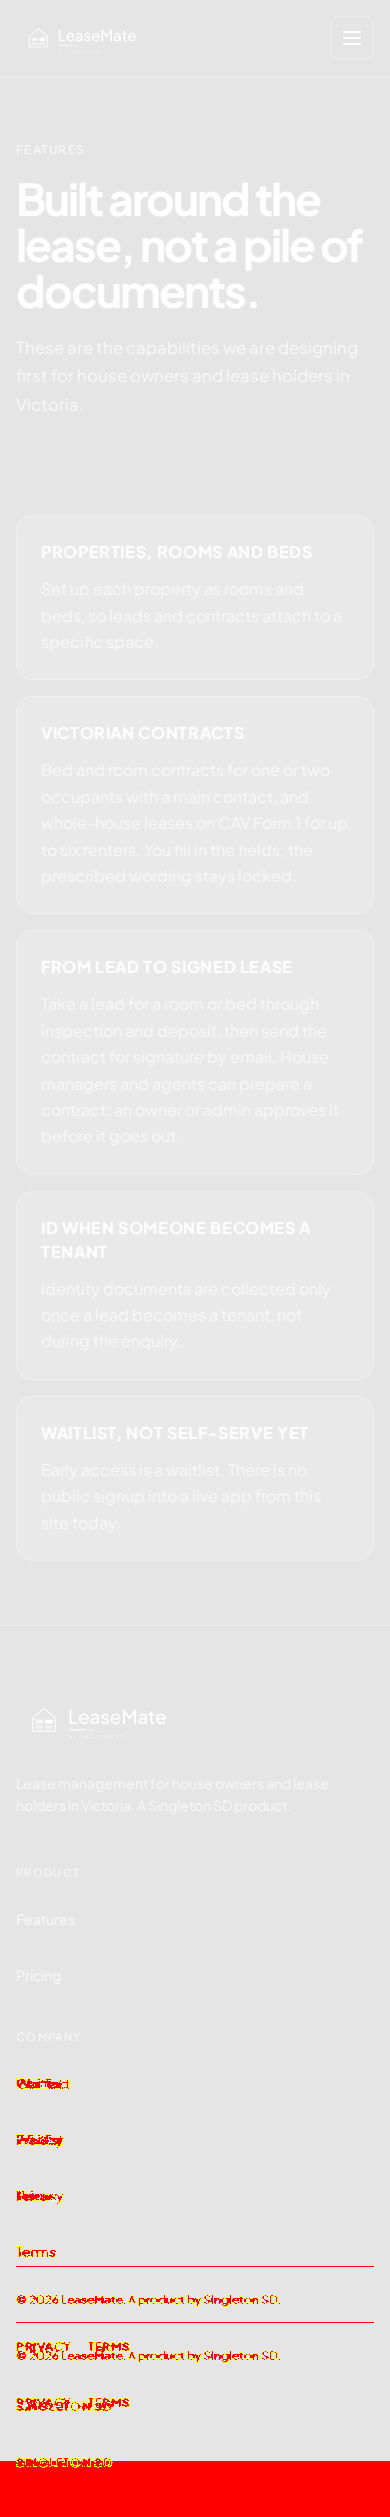 LeaseMate
FEATURES
Built around the
lease, not a pile of
documents.
These are the capabilities we are designing
first for house owners and lease holders in
Victoria.
PROPERTIES, ROOMS AND BEDS
Set up each property as rooms and
beds, so leads and contracts attach to a
specific space.
VICTORIAN CONTRACTS
Bed and room contracts for one or two
occupants with a main contact, and
whole-house leases on CAV Form 1 for up
to six renters. You fill in the fields; the
prescribed wording stays locked.
FROM LEAD TO SIGNED LEASE
Take a lead for a room or bed through
inspection and deposit, then send the
contract for signature by email. House
managers and agents can prepare a
contract; an owner or admin approves it
before it goes out.
ID WHEN SOMEONE BECOMES A
TENANT
Identity documents are collected only
once a lead becomes a tenant, not
during the enquiry.
WAITLIST, NOT SELF-SERVE YET
Early access is a waitlist. There is no
public signup into a live app from this
site today.
LeaseMate
Lease management for house owners and lease
holders in Victoria. A Singleton SD product.
PRODUCT
Features
Pricing
COMPANY
Terms
© 2026 LeaseMate. A product by Singleton SD.
PRIVACY TERMS
© 2026 LeaseMate. A product by Singleton SD.
PRIVACY TERMS